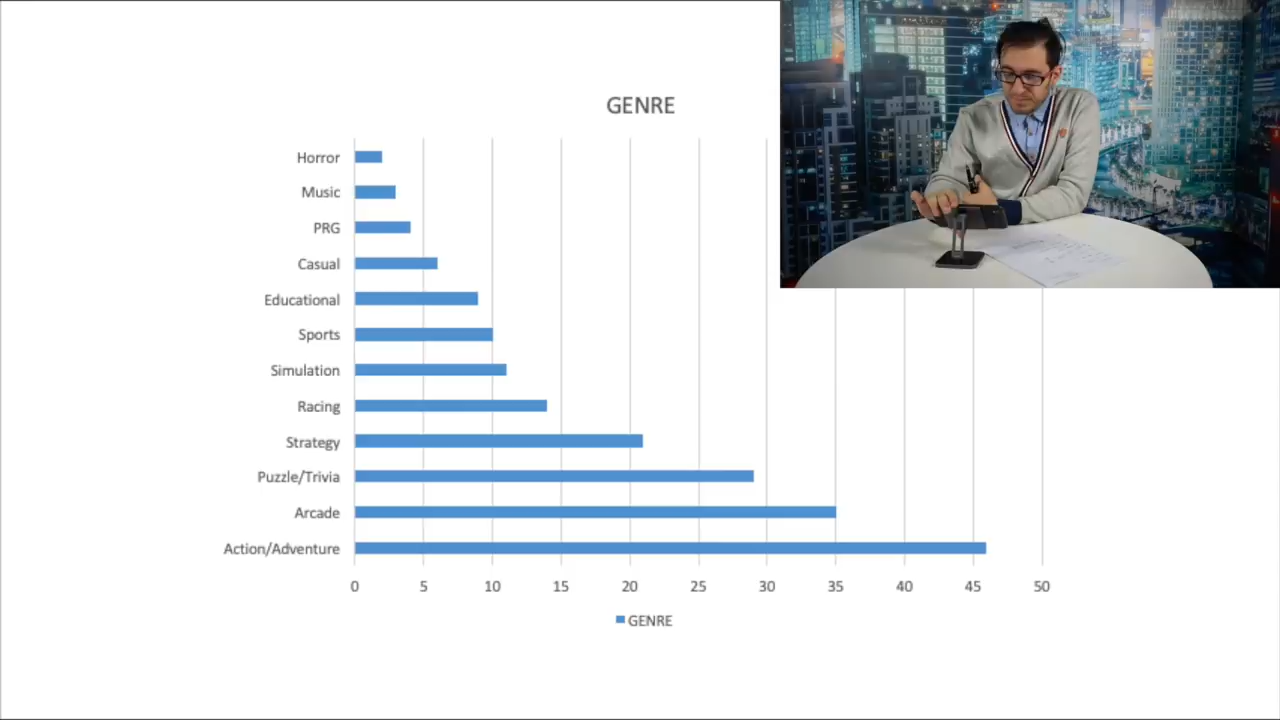 GENRE
Horror
Music
PRG
Casual
Educational
Sports
Simulation
Racing
Strategy
Puzzle/Trivia
Arcade
Action/Adventure
0 5 10 15 20 25 30 35 40 45 50
GENRE